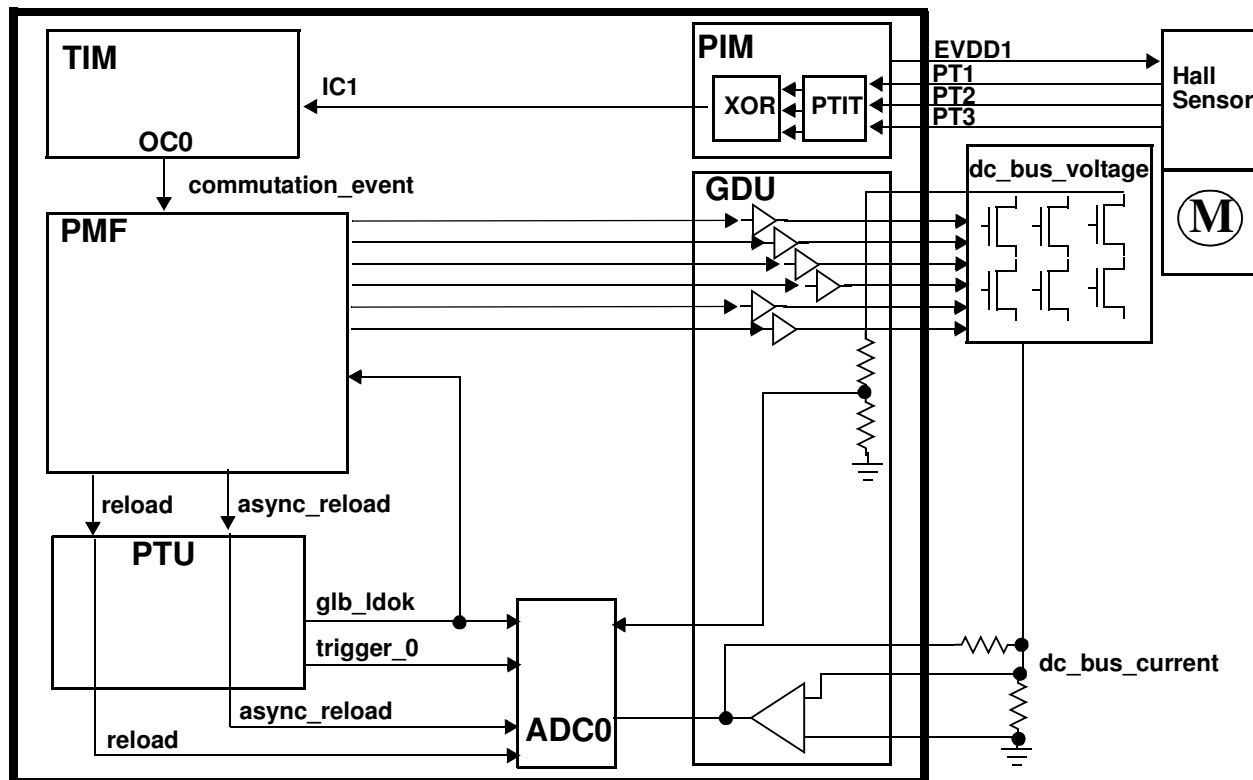 TIM
OC0
IC1
PIM
XOR
PTIT
EVDD1
PT1
PT2
PT3
Hall
Sensor
commutation_event
PMF
GDU
dc_bus_voltage
M
reload
async_reload
PTU
glb_ldok
trigger_0
async_reload
reload
ADC0
dc_bus_current